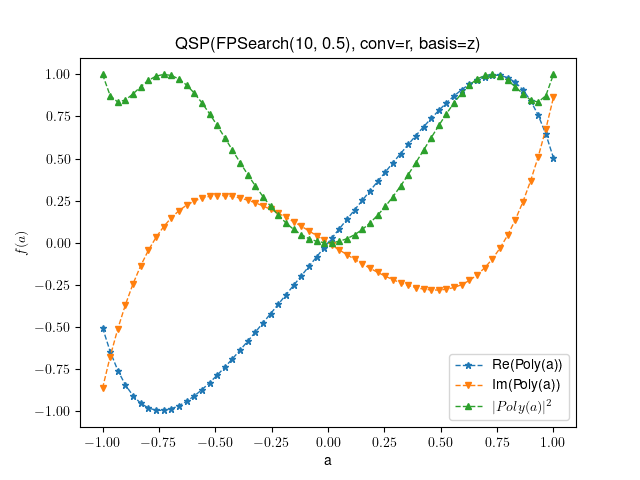 QSP(FPSearch(10, 0.5), conv=r, basis=z)
1.00
0.75
0.50
0.25
0.00
−0.25
−0.50
−0.75
−1.00
f(a)
Re(Poly(a))
Im(Poly(a))
|Poly(a)|²
−1.00 −0.75 −0.50 −0.25 0.00 0.25 0.50 0.75 1.00
a